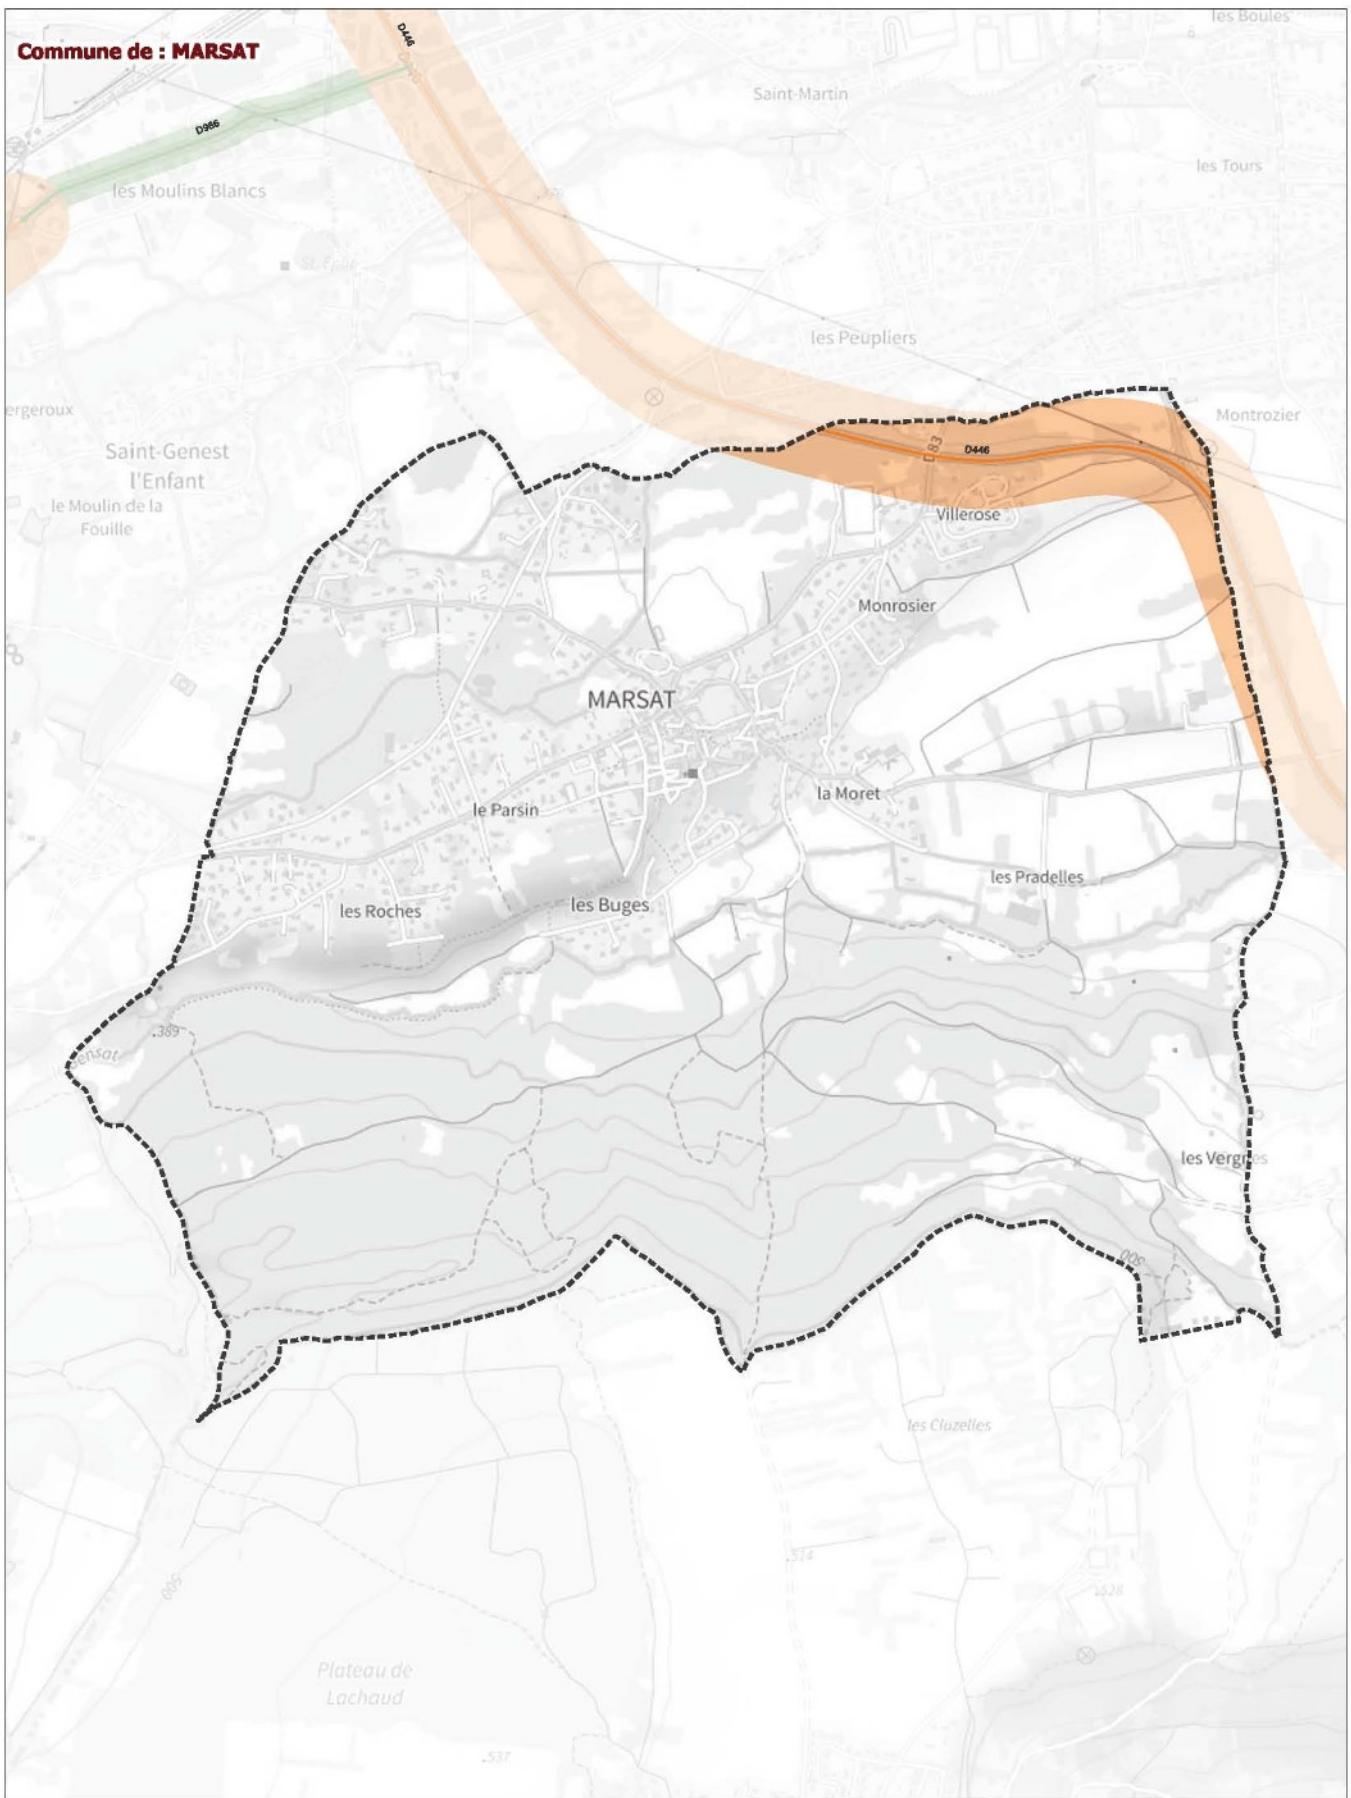 les Boules
Commune de : MARSAT
D446
Saint-Martin
D986
les Tours
les Moulins Blancs
les Peupliers
ergeroux
Montrozier
Saint-Genest
l'Enfant
D 83
D446
le Moulin de la
Fouille
Villerose
Monrosier
MARSAT
la Moret
le Parsin
les Pradelles
les Roches
les Buges
.389
les Vergnes
500
les Cluzelles
.514
500
.528
Plateau de
Lachaud
.537